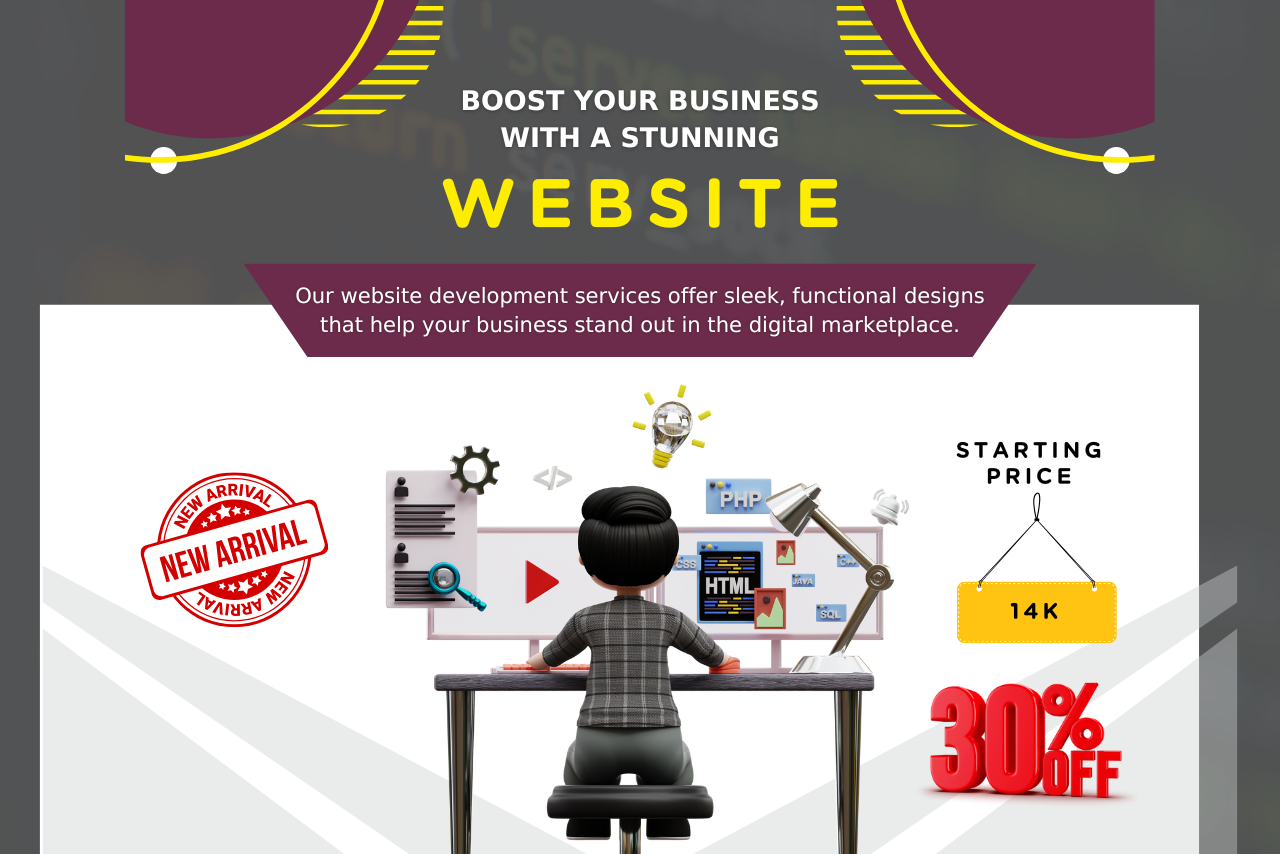 BOOST YOUR BUSINESS
WITH A STUNNING
WEBSITE
Our website development services offer sleek, functional designs
that help your business stand out in the digital marketplace.
STARTING
PRICE
14K
30%
OFF
NEW ARRIVAL
NEW ARRIVAL
NEW ARRIVAL
</>
PHP
CSS
HTML
JAVA
SQL